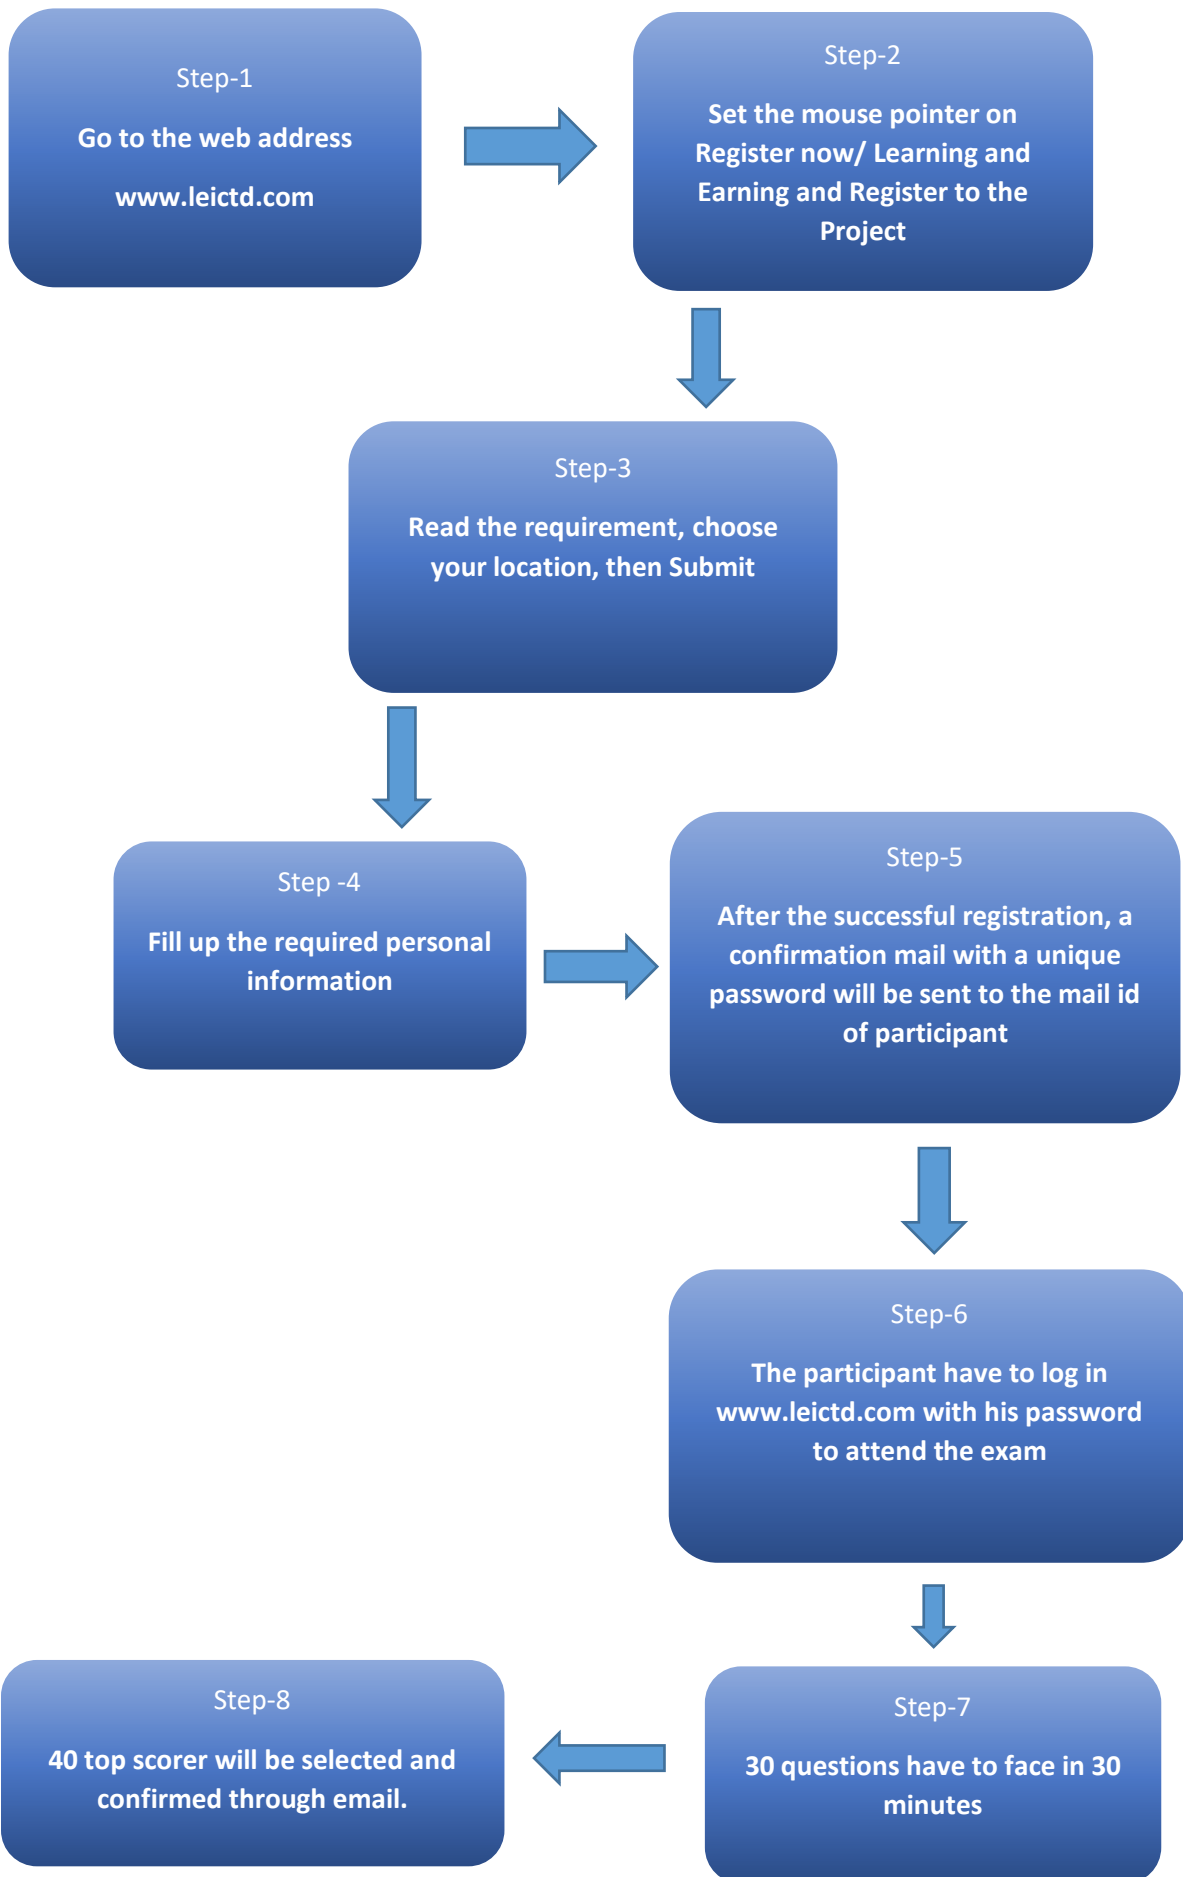 Step-1
Go to the web address
www.leictd.com
Step-2
Set the mouse pointer on
Register now/ Learning and
Earning and Register to the
Project
Step-3
Read the requirement, choose
your location, then Submit
Step -4
Fill up the required personal
information
Step-5
After the successful registration, a
confirmation mail with a unique
password will be sent to the mail id
of participant
Step-6
The participant have to log in
www.leictd.com with his password
to attend the exam
Step-7
30 questions have to face in 30
minutes
Step-8
40 top scorer will be selected and
confirmed through email.